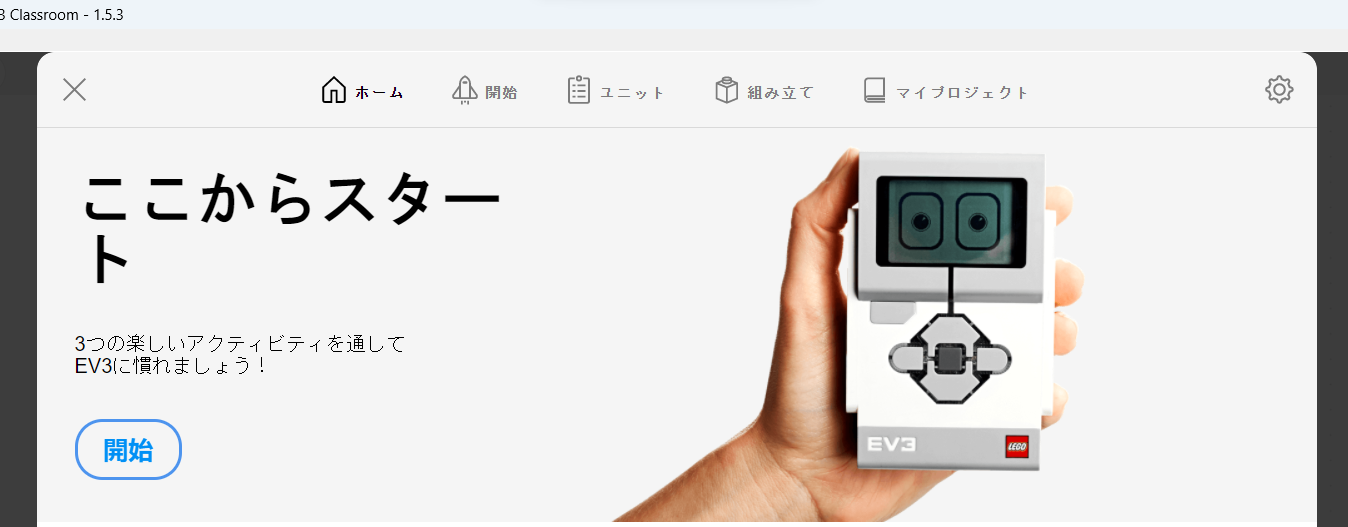 3 Classroom - 1.5.3
ホーム
開始
ユニット
組み立て
マイプロジェクト
ここからスター
ト
3つの楽しいアクティビティを通して
EV3に慣れましょう！
開始
EV3
LEGO